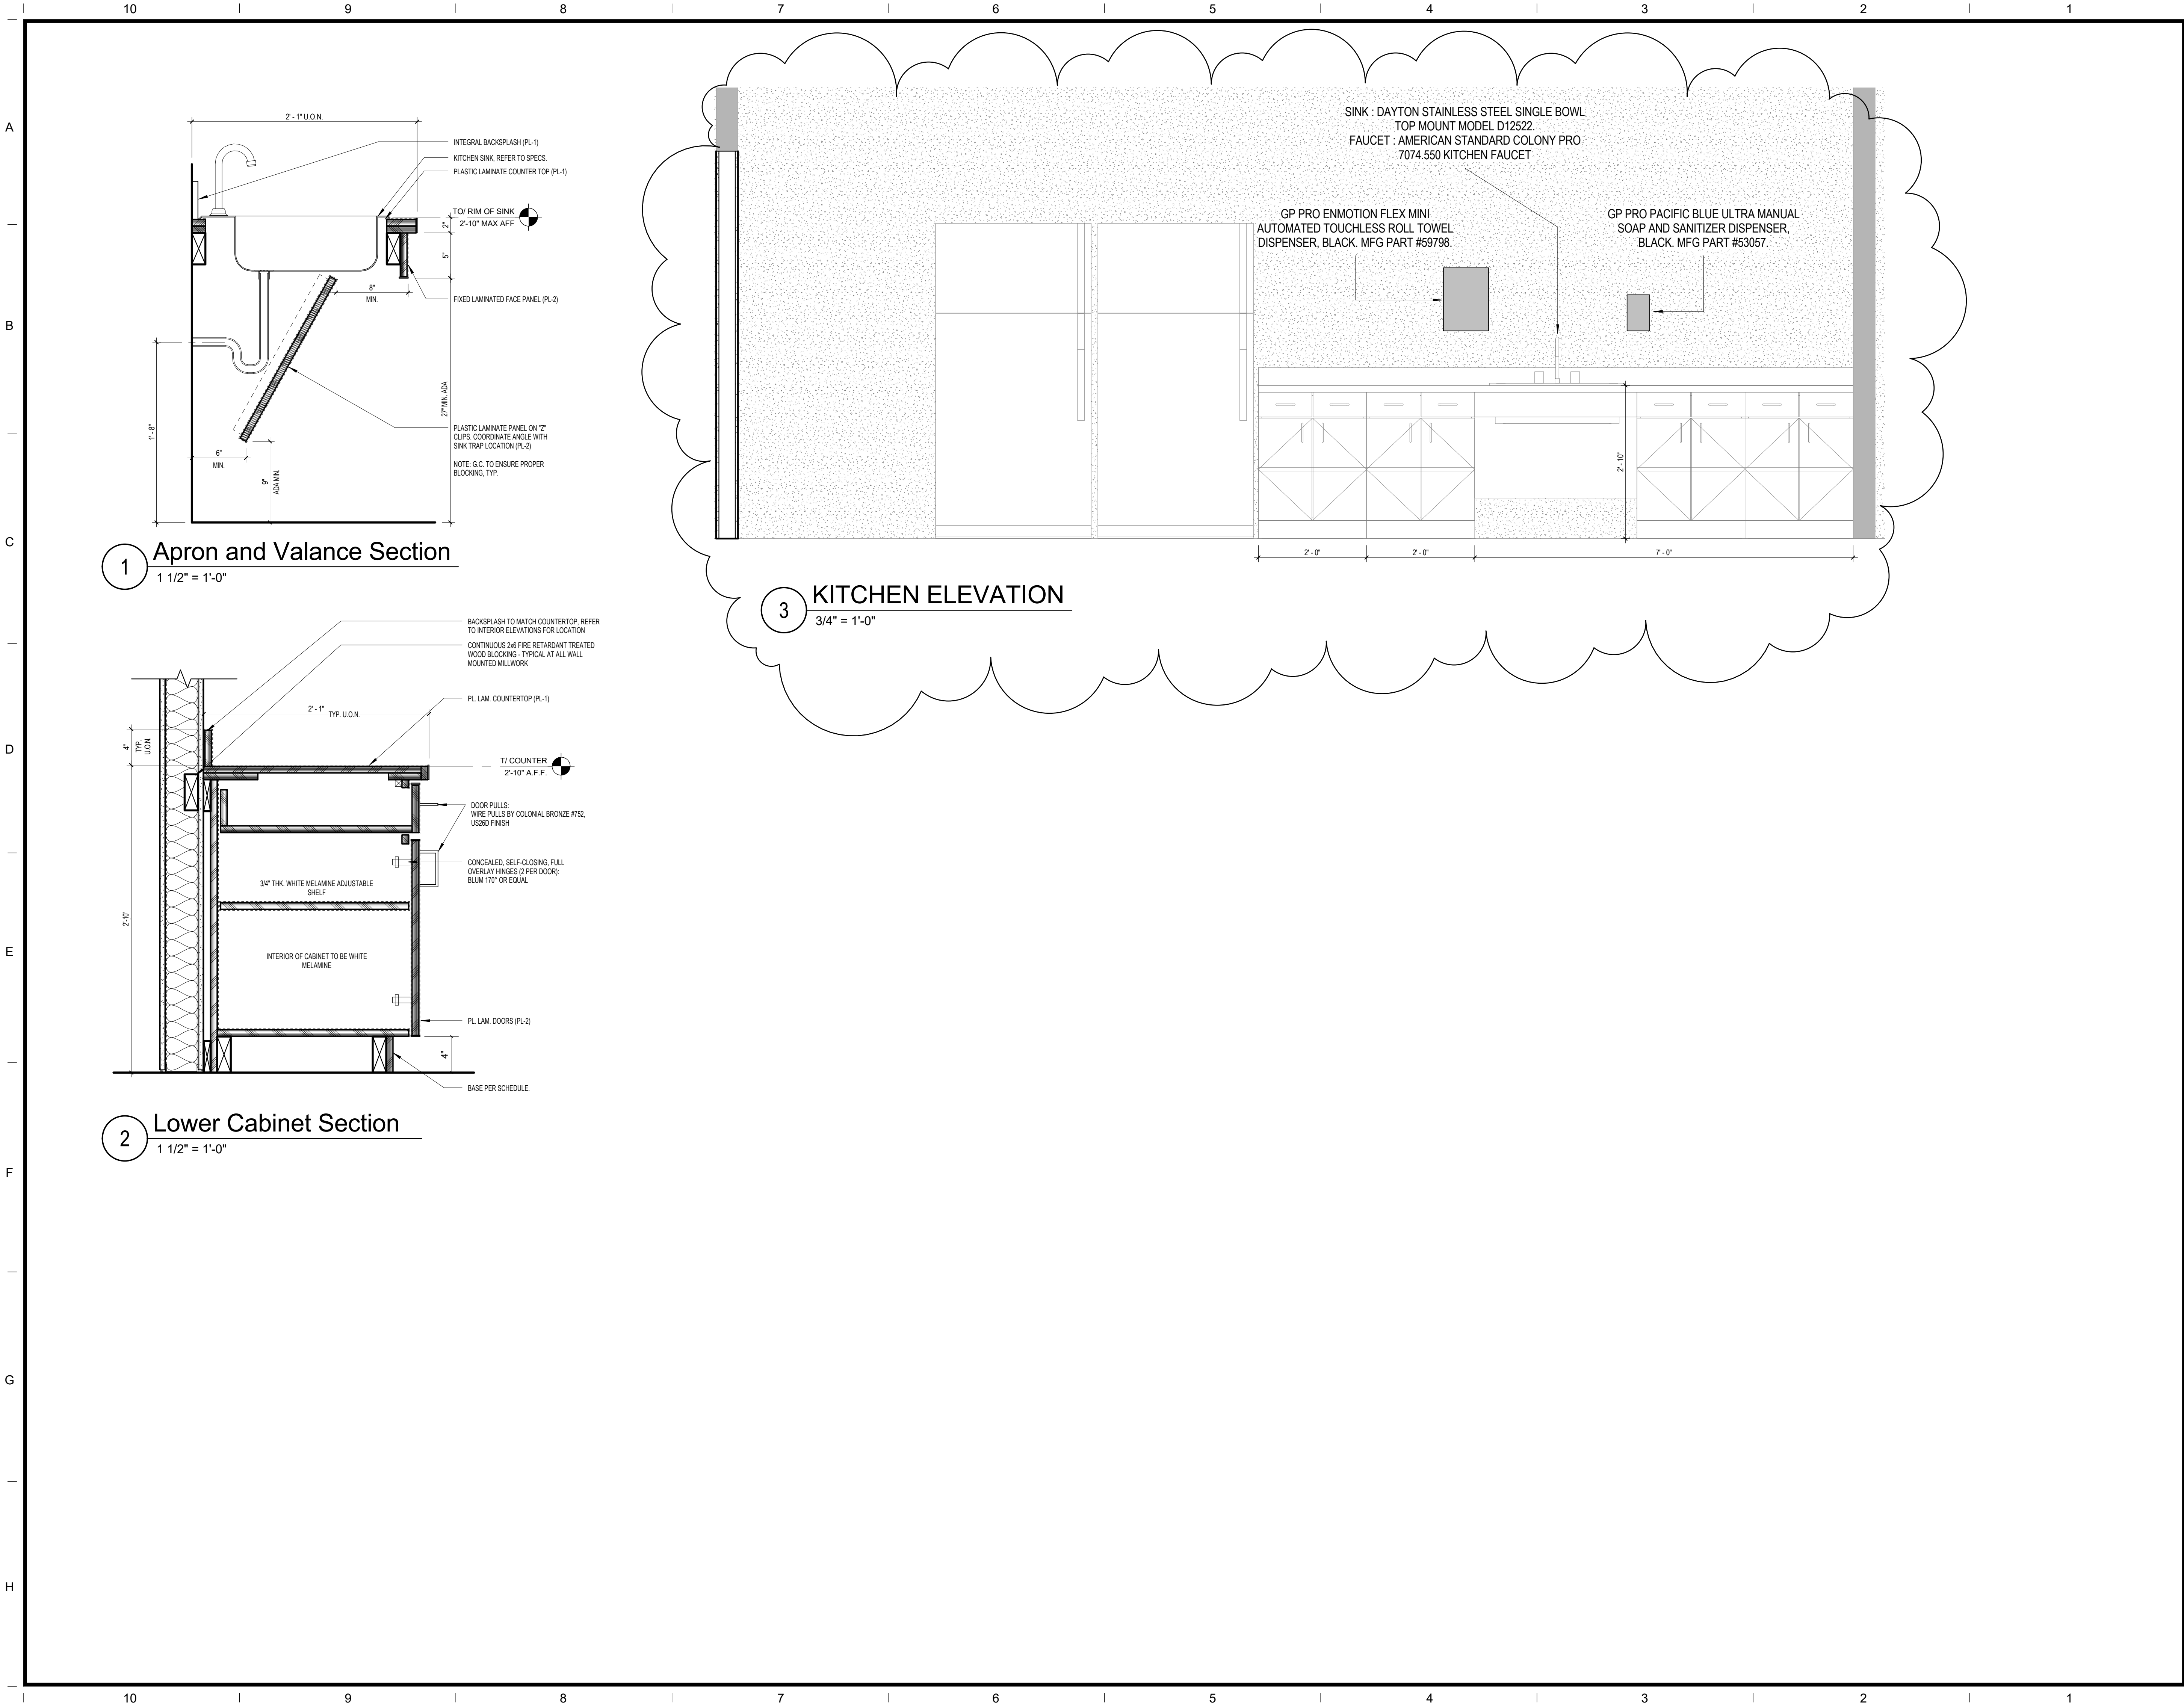 10 9 8 7 6 5 4 3 2 1
A
B
C
D
E
F
G
H
2' - 1" U.O.N.
INTEGRAL BACKSPLASH (PL-1)
KITCHEN SINK, REFER TO SPECS.
PLASTIC LAMINATE COUNTER TOP (PL-1)
TO/ RIM OF SINK
2'-10" MAX AFF
2"
5"
8"
MIN.
FIXED LAMINATED FACE PANEL (PL-2)
27" MIN. ADA
1' - 8"
PLASTIC LAMINATE PANEL ON "Z"
CLIPS. COORDINATE ANGLE WITH
SINK TRAP LOCATION (PL-2)
NOTE: G.C. TO ENSURE PROPER
BLOCKING, TYP.
6"
MIN.
9"
ADA MIN.
1
Apron and Valance Section
1 1/2" = 1'-0"
BACKSPLASH TO MATCH COUNTERTOP, REFER
TO INTERIOR ELEVATIONS FOR LOCATION
CONTINUOUS 2x6 FIRE RETARDANT TREATED
WOOD BLOCKING - TYPICAL AT ALL WALL
MOUNTED MILLWORK
PL. LAM. COUNTERTOP (PL-1)
2' - 1"
TYP. U.O.N.
4"
TYP.
U.O.N.
T/ COUNTER
2'-10" A.F.F.
DOOR PULLS:
WIRE PULLS BY COLONIAL BRONZE #752,
US26D FINISH
CONCEALED, SELF-CLOSING, FULL
OVERLAY HINGES (2 PER DOOR):
BLUM 170° OR EQUAL
3/4" THK. WHITE MELAMINE ADJUSTABLE
SHELF
2'-10"
INTERIOR OF CABINET TO BE WHITE
MELAMINE
PL. LAM. DOORS (PL-2)
4"
BASE PER SCHEDULE.
2
Lower Cabinet Section
1 1/2" = 1'-0"
SINK : DAYTON STAINLESS STEEL SINGLE BOWL
TOP MOUNT MODEL D12522.
FAUCET : AMERICAN STANDARD COLONY PRO
7074.550 KITCHEN FAUCET
GP PRO ENMOTION FLEX MINI
AUTOMATED TOUCHLESS ROLL TOWEL
DISPENSER, BLACK. MFG PART #59798.
GP PRO PACIFIC BLUE ULTRA MANUAL
SOAP AND SANITIZER DISPENSER,
BLACK. MFG PART #53057.
2' - 10"
2' - 0"
2' - 0"
7' - 0"
3
KITCHEN ELEVATION
3/4" = 1'-0"
10 9 8 7 6 5 4 3 2 1